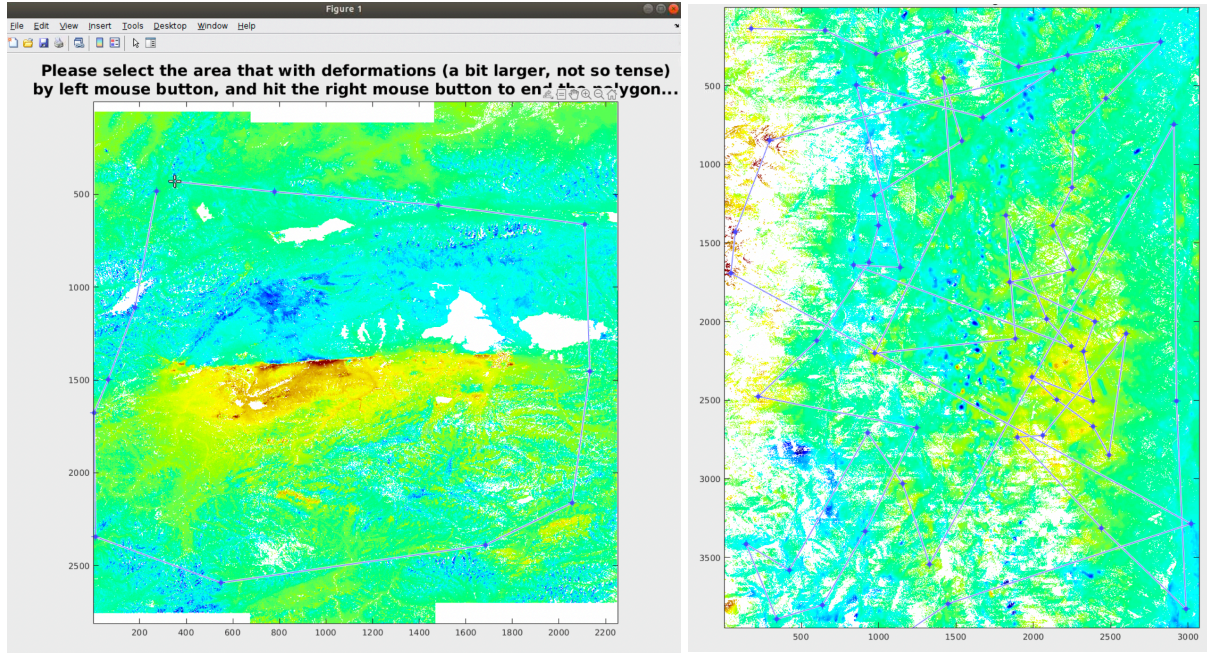 Figure 1
File Edit View Insert Tools Desktop Window Help
Please select the area that with deformations (a bit larger, not so tense)
by left mouse button, and hit the right mouse button to end the polygon...
500
1000
1500
2000
2500
200 400 600 800 1000 1200 1400 1600 1800 2000 2200
500
1000
1500
2000
2500
3000
3500
500 1000 1500 2000 2500 3000